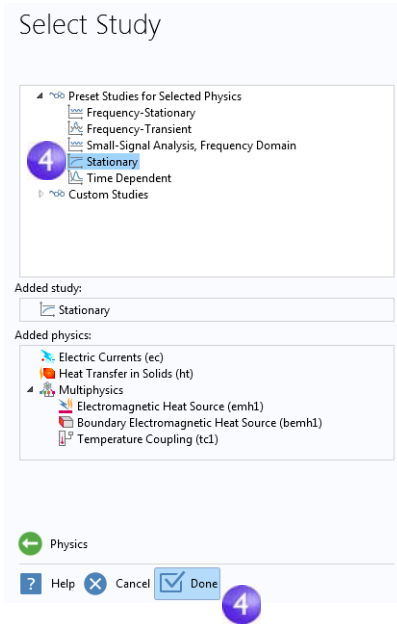 Select Study
Preset Studies for Selected Physics
Frequency-Stationary
Frequency-Transient
Small-Signal Analysis, Frequency Domain
4 Stationary
Time Dependent
Custom Studies
Added study:
Stationary
Added physics:
Electric Currents (ec)
Heat Transfer in Solids (ht)
Multiphysics
Electromagnetic Heat Source (emh1)
Boundary Electromagnetic Heat Source (bemh1)
Temperature Coupling (tc1)
Physics
? Help Cancel Done
4